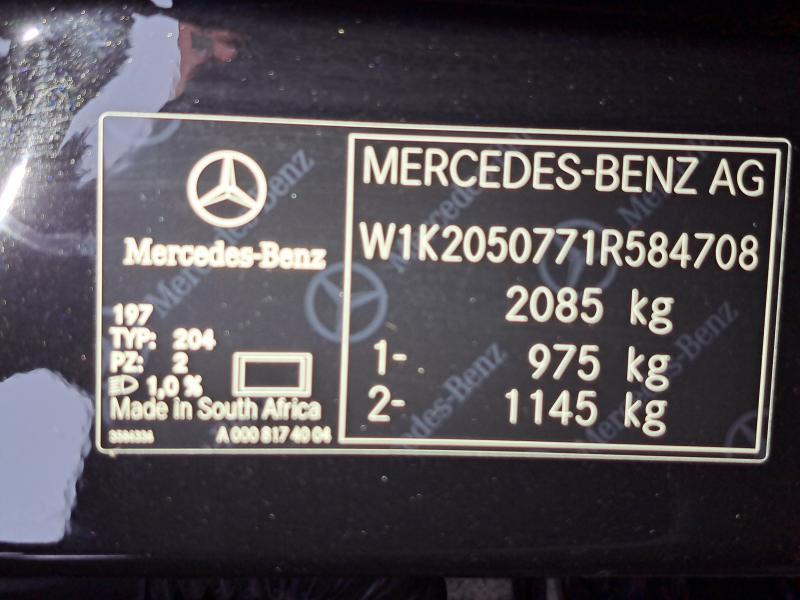 Mercedes-Benz
197
TYP: 204
PZ: 2
1,0 %
Made in South Africa
A 000 817 40 04
MERCEDES-BENZ AG
W1K2050771R584708
2085 kg
1- 975 kg
2- 1145 kg